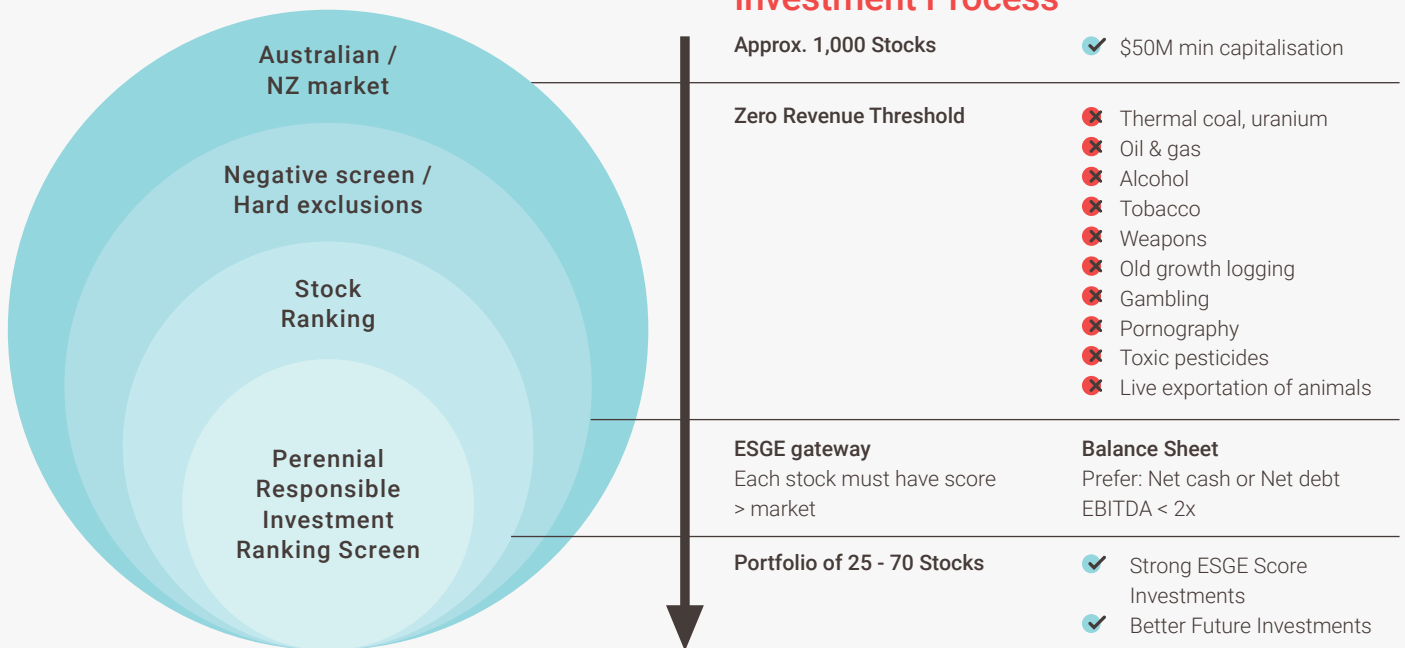 Investment Process
Australian /
NZ market
Negative screen /
Hard exclusions
Stock
Ranking
Perennial
Responsible
Investment
Ranking Screen
Approx. 1,000 Stocks
$50M min capitalisation
Zero Revenue Threshold
Thermal coal, uranium
Oil & gas
Alcohol
Tobacco
Weapons
Old growth logging
Gambling
Pornography
Toxic pesticides
Live exportation of animals
ESGE gateway
Each stock must have score
> market
Balance Sheet
Prefer: Net cash or Net debt
EBITDA < 2x
Portfolio of 25 - 70 Stocks
Strong ESGE Score
Investments
Better Future Investments